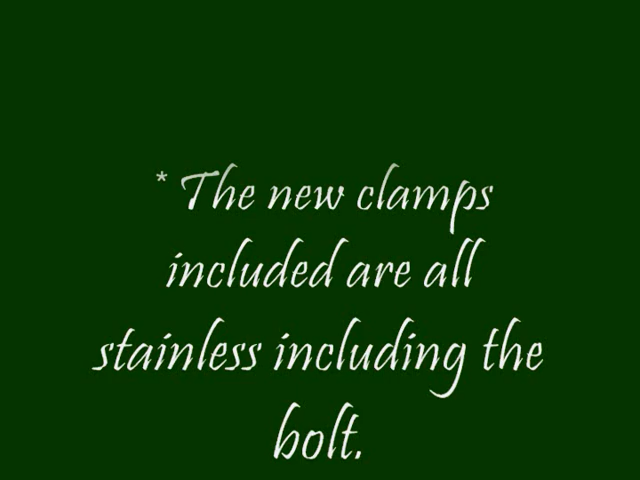 * The new clamps
included are all
stainless including the
bolt.